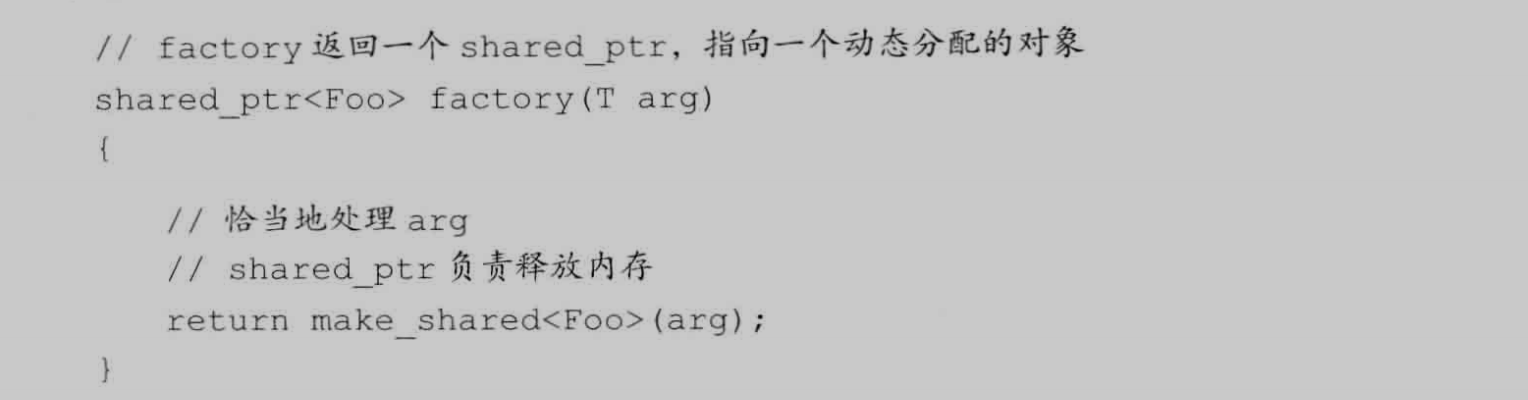 // factory 返回一个 shared_ptr，指向一个动态分配的对象
shared_ptr<Foo> factory(T arg)
{
// 恰当地处理 arg
// shared_ptr 负责释放内存
return make_shared<Foo>(arg);
}